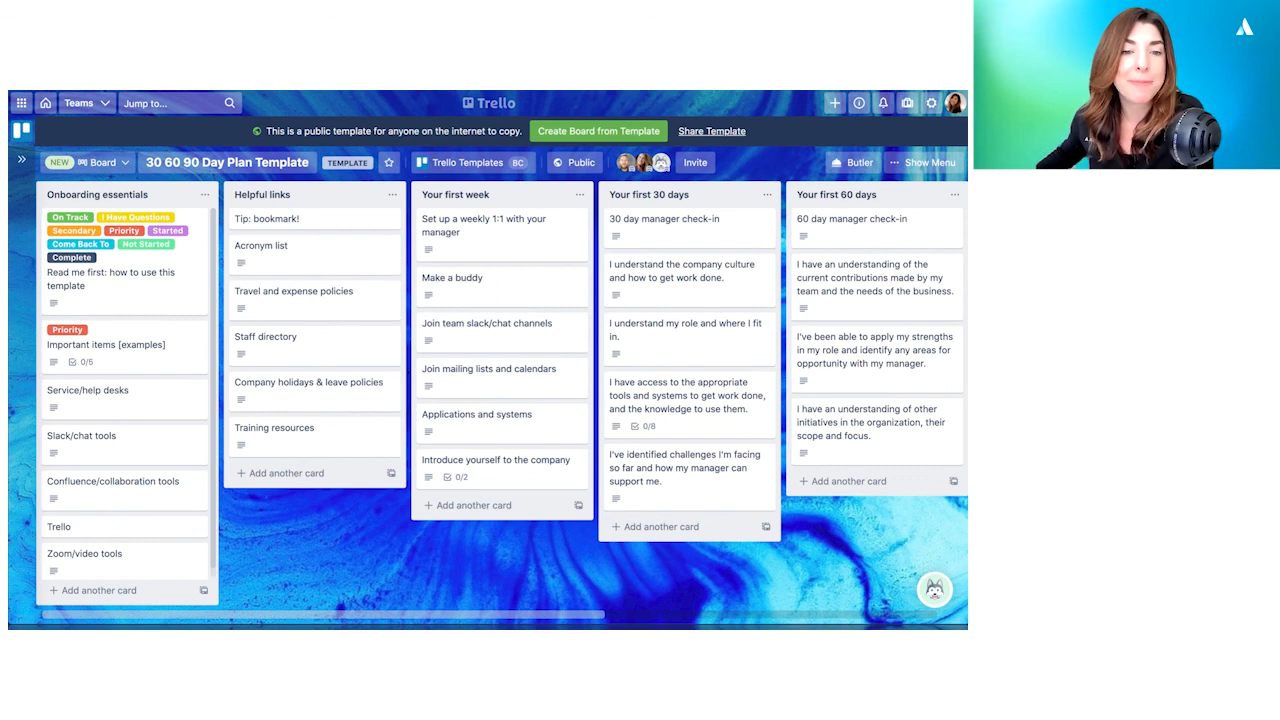 Teams
Jump to...
Trello
This is a public template for anyone on the internet to copy.
Create Board from Template
Share Template
NEW
Board
30 60 90 Day Plan Template
TEMPLATE
Trello Templates
BC
Public
Invite
Butler
Show Menu
Onboarding essentials
On Track
I Have Questions
Secondary
Priority
Started
Come Back To
Not Started
Complete
Read me first: how to use this
template
Priority
Important items [examples]
0/5
Service/help desks
Slack/chat tools
Confluence/collaboration tools
Trello
Zoom/video tools
+ Add another card
Helpful links
Tip: bookmark!
Acronym list
Travel and expense policies
Staff directory
Company holidays & leave policies
Training resources
+ Add another card
Your first week
Set up a weekly 1:1 with your
manager
Make a buddy
Join team slack/chat channels
Join mailing lists and calendars
Applications and systems
Introduce yourself to the company
0/2
+ Add another card
Your first 30 days
30 day manager check-in
I understand the company culture
and how to get work done.
I understand my role and where I fit
in.
I have access to the appropriate
tools and systems to get work done,
and the knowledge to use them.
0/8
I've identified challenges I'm facing
so far and how my manager can
support me.
+ Add another card
Your first 60 days
60 day manager check-in
I have an understanding of the
current contributions made by my
team and the needs of the business.
I've been able to apply my strengths
in my role and identify any areas for
opportunity with my manager.
I have an understanding of other
initiatives in the organization, their
scope and focus.
+ Add another card